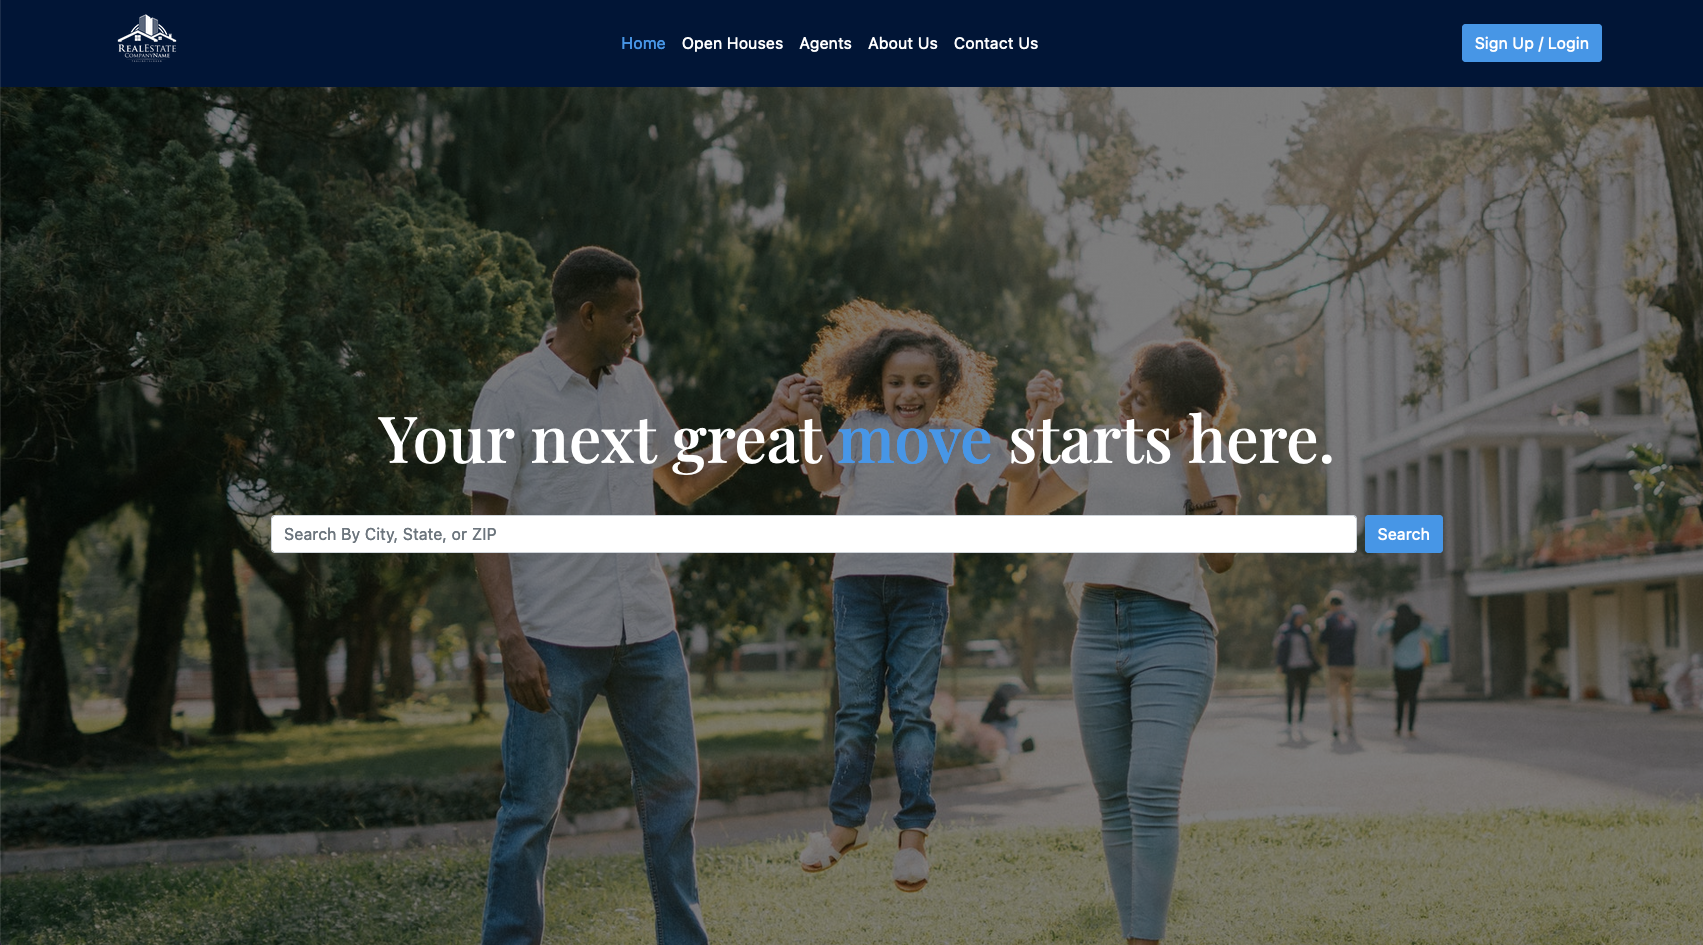 REALESTATE
COMPANYNAME
Home
Open Houses
Agents
About Us
Contact Us
Sign Up / Login
Your next great move starts here.
Search By City, State, or ZIP
Search